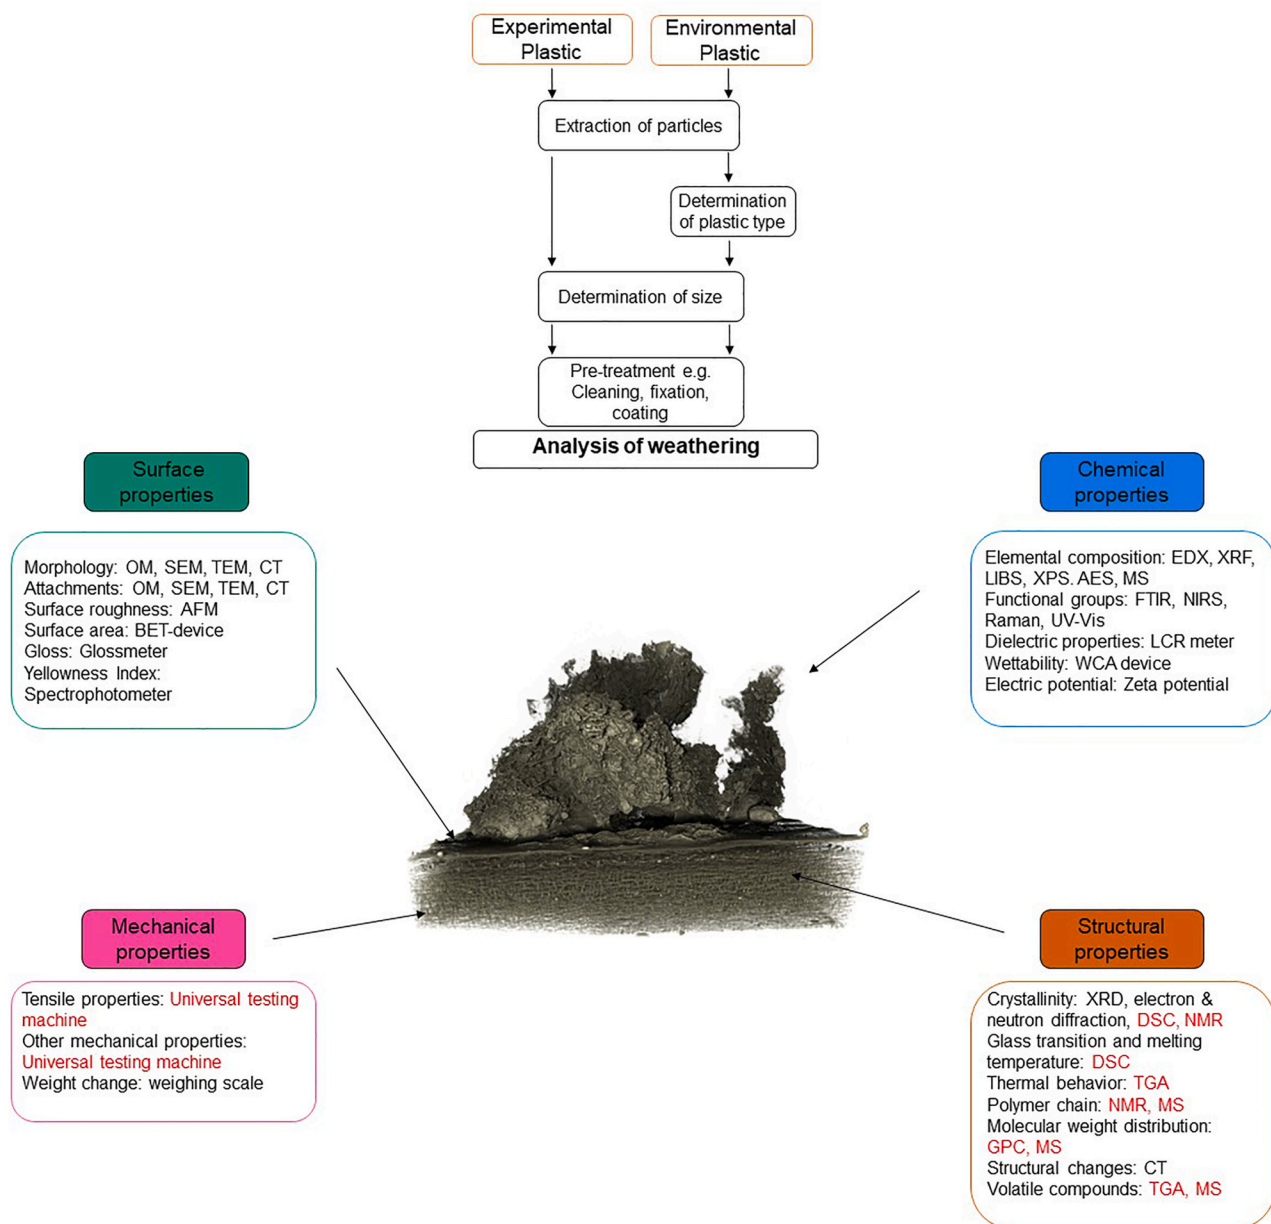 Experimental
Plastic
Environmental
Plastic
Extraction of particles
Determination
of plastic type
Determination of size
Pre-treatment e.g.
Cleaning, fixation,
coating
Analysis of weathering
Surface
properties
Morphology: OM, SEM, TEM, CT
Attachments: OM, SEM, TEM, CT
Surface roughness: AFM
Surface area: BET-device
Gloss: Glossmeter
Yellowness Index:
Spectrophotometer
Chemical
properties
Elemental composition: EDX, XRF,
LIBS, XPS. AES, MS
Functional groups: FTIR, NIRS,
Raman, UV-Vis
Dielectric properties: LCR meter
Wettability: WCA device
Electric potential: Zeta potential
Mechanical
properties
Tensile properties: Universal testing
machine
Other mechanical properties:
Universal testing machine
Weight change: weighing scale
Structural
properties
Crystallinity: XRD, electron &
neutron diffraction, DSC, NMR
Glass transition and melting
temperature: DSC
Thermal behavior: TGA
Polymer chain: NMR, MS
Molecular weight distribution:
GPC, MS
Structural changes: CT
Volatile compounds: TGA, MS